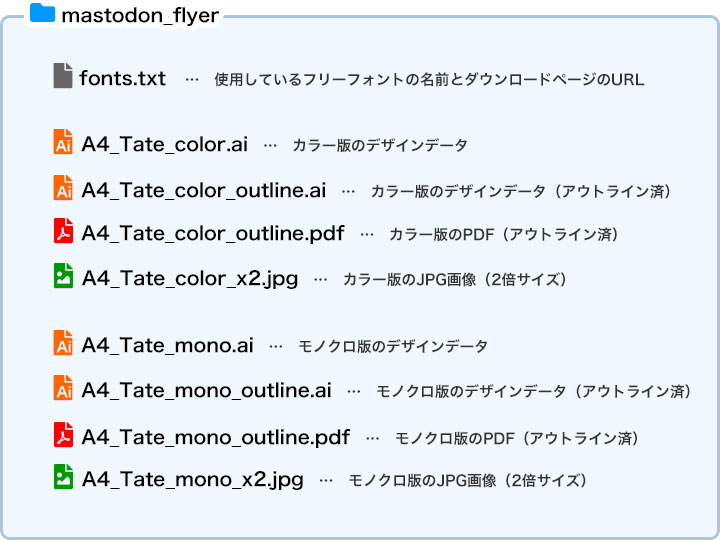 mastodon_flyer
fonts.txt … 使用しているフリーフォントの名前とダウンロードページのURL
Ai A4_Tate_color.ai … カラー版のデザインデータ
Ai A4_Tate_color_outline.ai … カラー版のデザインデータ（アウトライン済）
A4_Tate_color_outline.pdf … カラー版のPDF（アウトライン済）
A4_Tate_color_x2.jpg … カラー版のJPG画像（2倍サイズ）
Ai A4_Tate_mono.ai … モノクロ版のデザインデータ
Ai A4_Tate_mono_outline.ai … モノクロ版のデザインデータ（アウトライン済）
A4_Tate_mono_outline.pdf … モノクロ版のPDF（アウトライン済）
A4_Tate_mono_x2.jpg … モノクロ版のJPG画像（2倍サイズ）